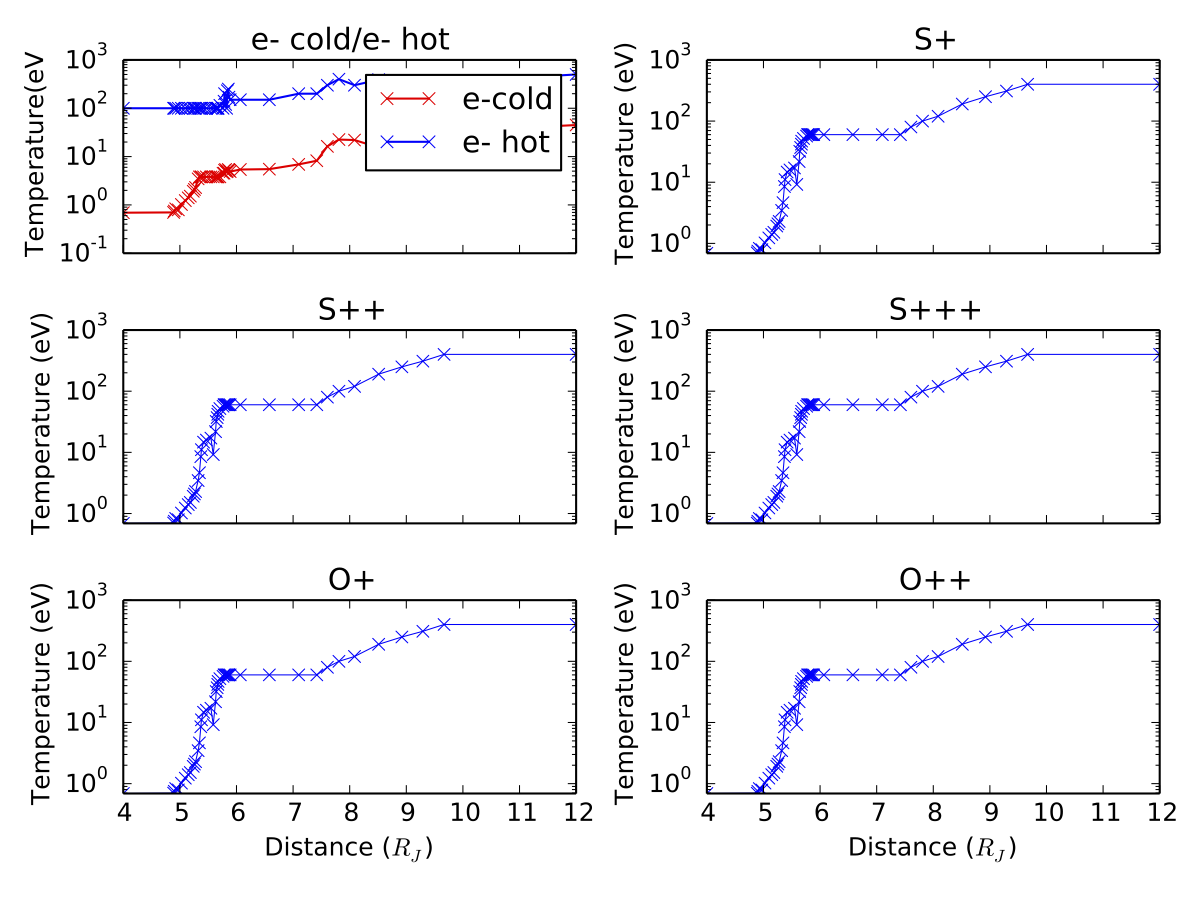 e- cold/e- hot
Temperature(eV
10^3
10^2
10^1
10^0
10^-1
e-cold
e- hot
S+
Temperature (eV)
10^3
10^2
10^1
10^0
S++
Temperature (eV)
10^3
10^2
10^1
10^0
S+++
Temperature (eV)
10^3
10^2
10^1
10^0
O+
Temperature (eV)
10^3
10^2
10^1
10^0
4 5 6 7 8 9 10 11 12
Distance (R_J)
O++
Temperature (eV)
10^3
10^2
10^1
10^0
4 5 6 7 8 9 10 11 12
Distance (R_J)